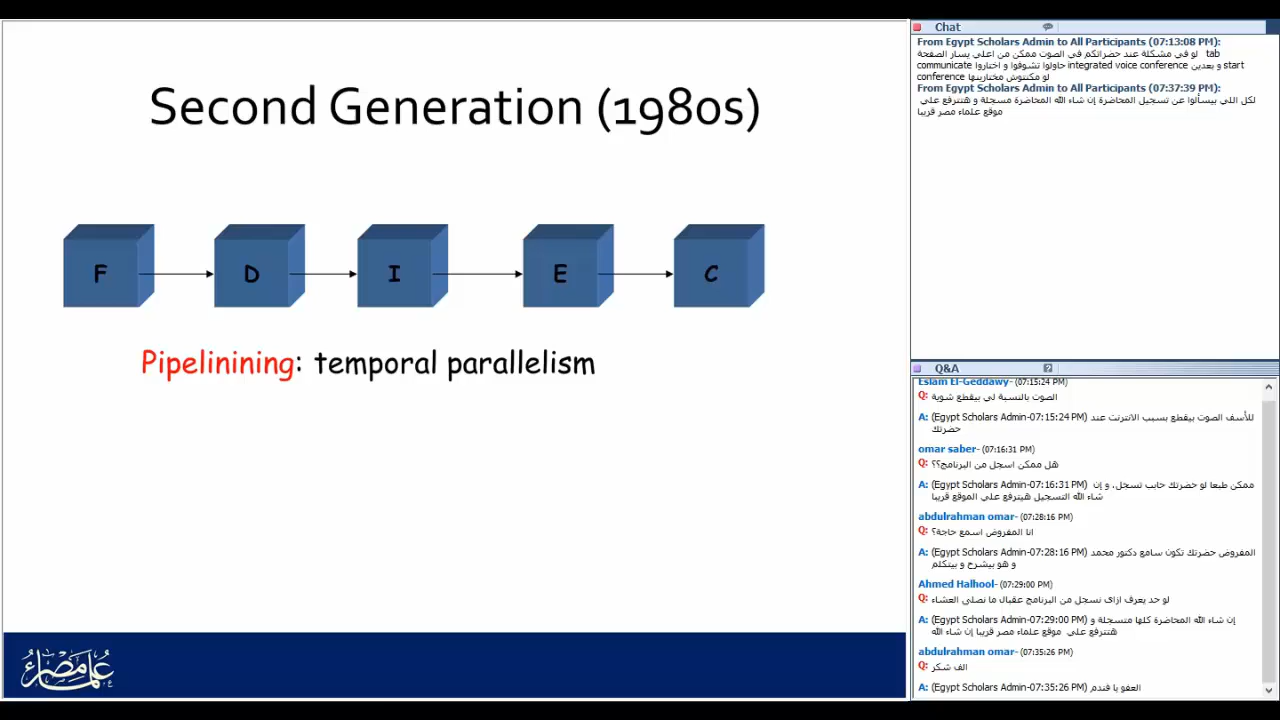 Second Generation (1980s)
F
D
I
E
C
Pipelinining: temporal parallelism
علماء مصر
Chat
From Egypt Scholars Admin to All Participants (07:13:08 PM):
لو في مشكلة عند حضراتكم في الصوت ممكن من اعلى يسار الصفحة tab
communicate حاولوا تشوفوا و اختاروا integrated voice conference و بعدين start
conference لو مكنتوش مختارينها
From Egypt Scholars Admin to All Participants (07:37:39 PM):
لكل اللي بيسألوا عن تسجيل المحاضرة إن شاء الله المحاضرة مسجلة و هتترفع على
موقع علماء مصر قريبا
Q&A
Eslam El-Geddawy- (07:15:24 PM)
Q: الصوت بالنسبة لي بيقطع شوية
A: (Egypt Scholars Admin-07:15:24 PM) للأسف الصوت بيقطع بسبب الانترنت عند
حضرتك
omar saber- (07:16:31 PM)
Q: هل ممكن اسجل من البرنامج؟؟
A: (Egypt Scholars Admin-07:16:31 PM) ممكن طبعا لو حضرتك حابب تسجل، و إن
شاء الله التسجيل هيترفع على الموقع قريبا
abdulrahman omar- (07:28:16 PM)
Q: انا المفروض اسمع حاجة؟
A: (Egypt Scholars Admin-07:28:16 PM) المفروض حضرتك تكون سامع دكتور محمد
و هو بيشرح و بيتكلم
Ahmed Halhool- (07:29:00 PM)
Q: لو حد يعرف ازاى نسجل من البرنامج عقبال ما نصلى العشاء
A: (Egypt Scholars Admin-07:29:00 PM) إن شاء الله المحاضرة كلها متسجلة و
هتترفع على موقع علماء مصر قريبا إن شاء الله
abdulrahman omar- (07:35:26 PM)
Q: الف شكر
A: (Egypt Scholars Admin-07:35:26 PM) العفو يا فندم